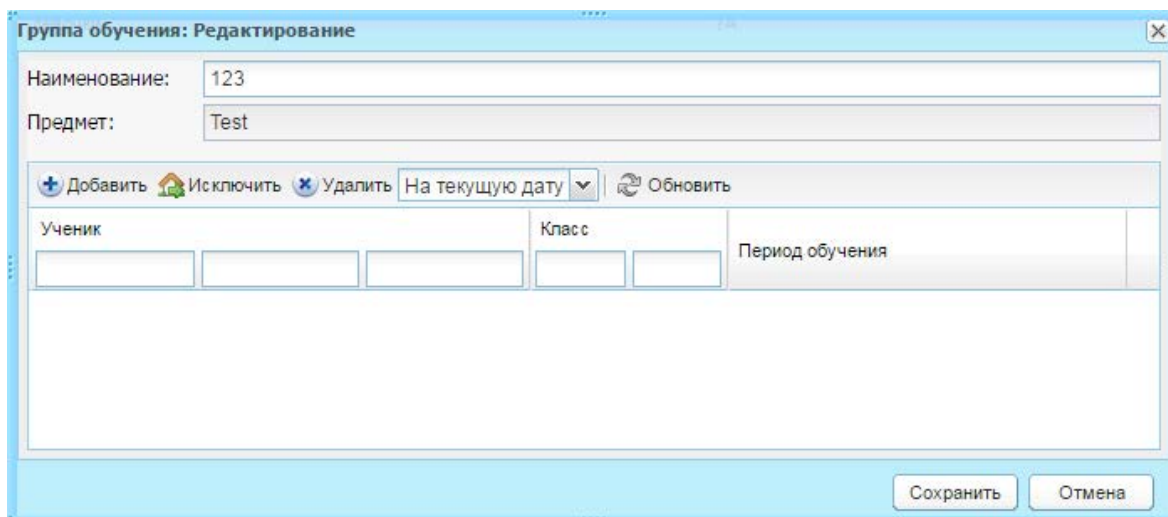 Группа обучения: Редактирование
Наименование: 123
Предмет: Test
Добавить Исключить Удалить На текущую дату Обновить
Ученик Класс
Период обучения
Сохранить Отмена